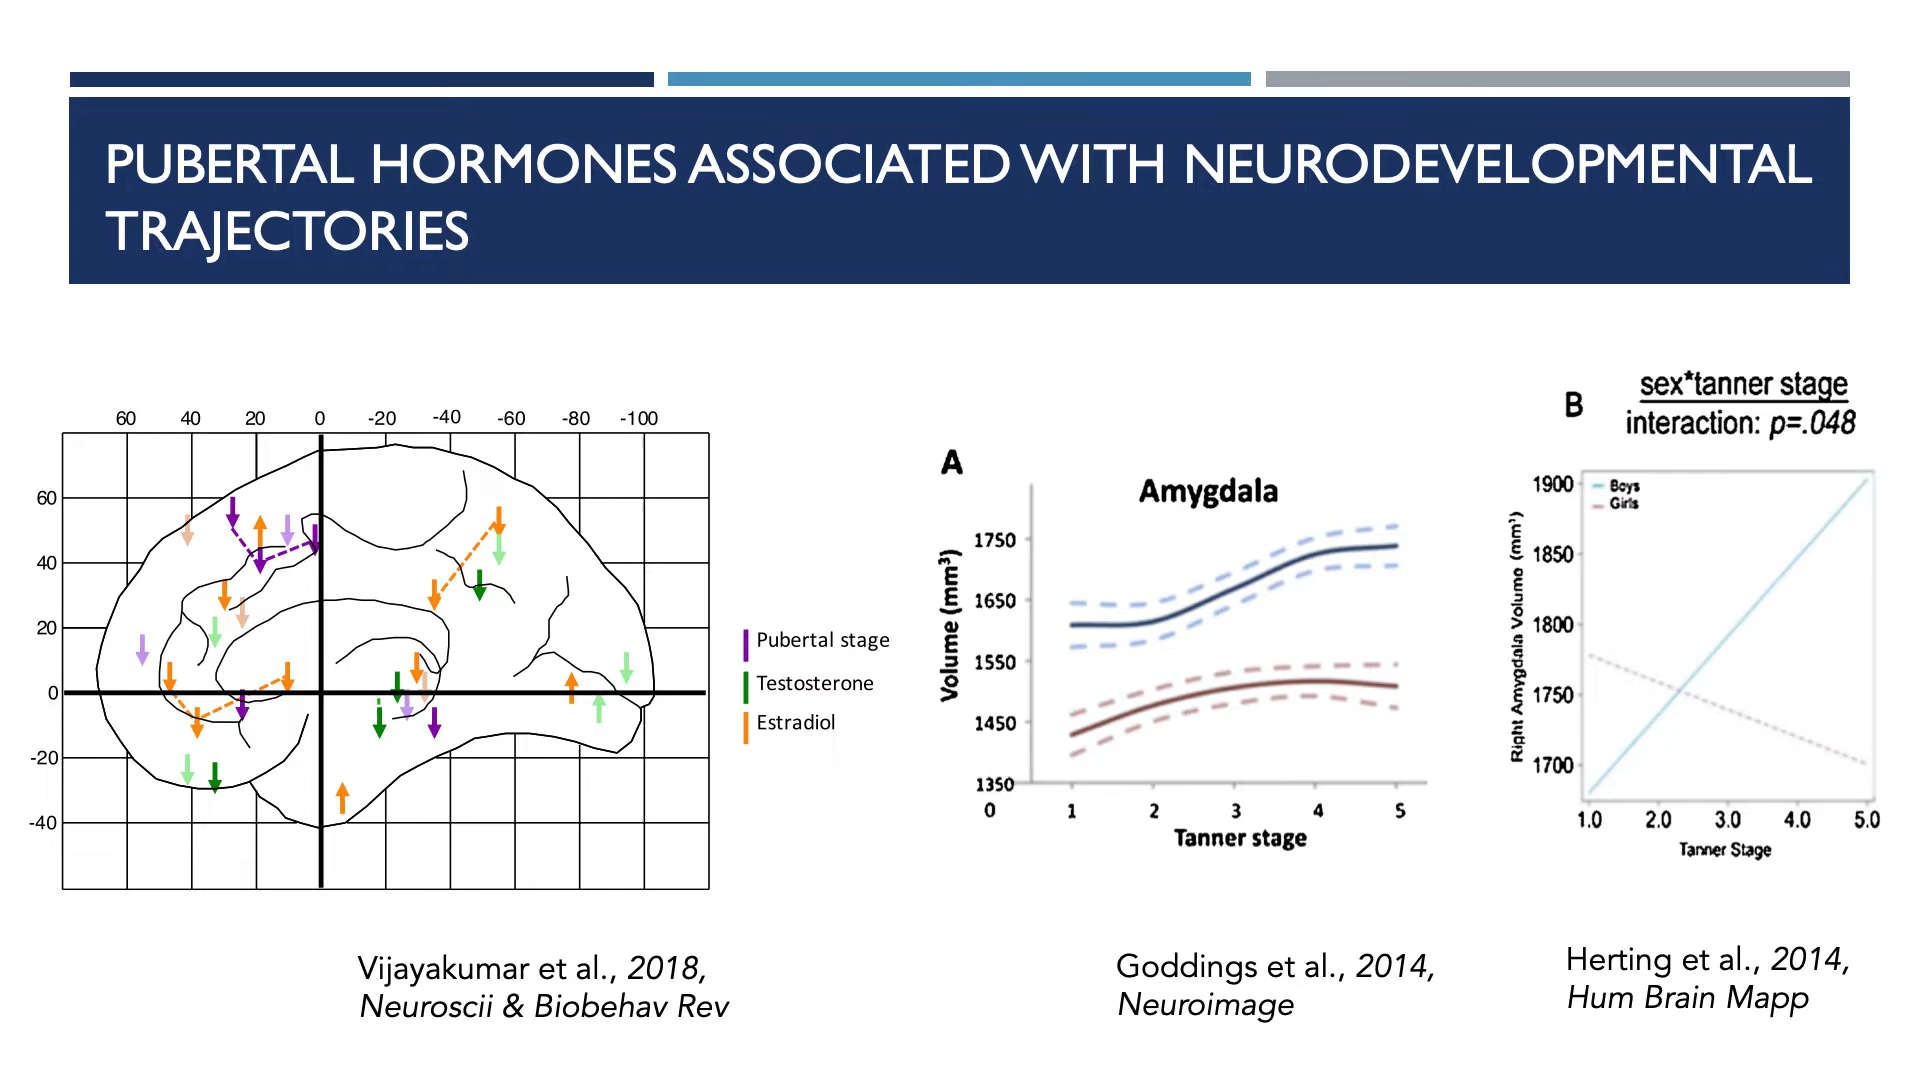 PUBERTAL HORMONES ASSOCIATED WITH NEURODEVELOPMENTAL
TRAJECTORIES
60 40 20 0 -20 -40 -60 -80 -100
60
40
20
0
-20
-40
Pubertal stage
Testosterone
Estradiol
Vijayakumar et al., 2018,
Neuroscii & Biobehav Rev
A
Amygdala
Volume (mm³)
1750
1650
1550
1450
1350
0 1 2 3 4 5
Tanner stage
Goddings et al., 2014,
Neuroimage
B
sex*tanner stage
interaction: p=.048
Boys
Girls
Right Amygdala Volume (mm³)
1900
1850
1800
1750
1700
1.0 2.0 3.0 4.0 5.0
Tanner Stage
Herting et al., 2014,
Hum Brain Mapp